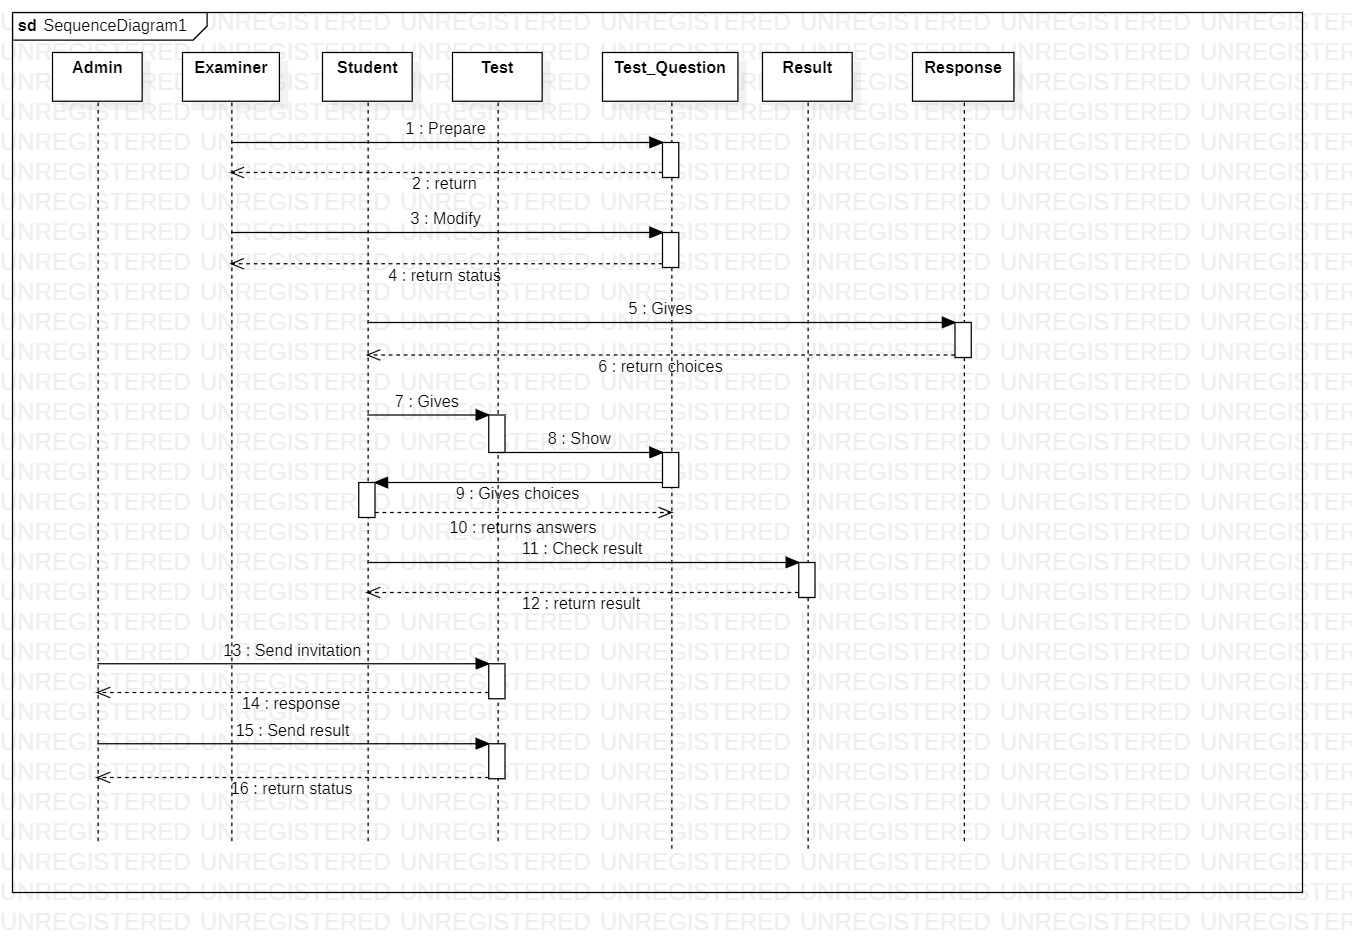 sd SequenceDiagram1
Admin Examiner Student Test Test_Question Result Response
1 : Prepare
2 : return
3 : Modify
4 : return status
5 : Gives
6 : return choices
7 : Gives
8 : Show
9 : Gives choices
10 : returns answers
11 : Check result
12 : return result
13 : Send invitation
14 : response
15 : Send result
16 : return status
UNREGISTERED